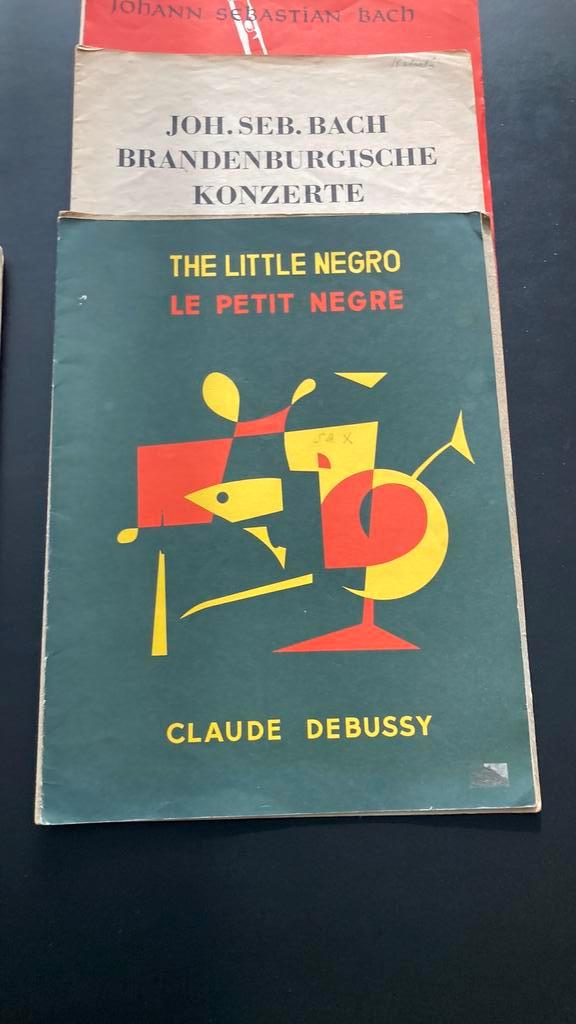 JOHANN SEBASTIAN BACH
JOH. SEB. BACH
BRANDENBURGISCHE
KONZERTE
THE LITTLE NEGRO
LE PETIT NEGRE
sax
CLAUDE DEBUSSY